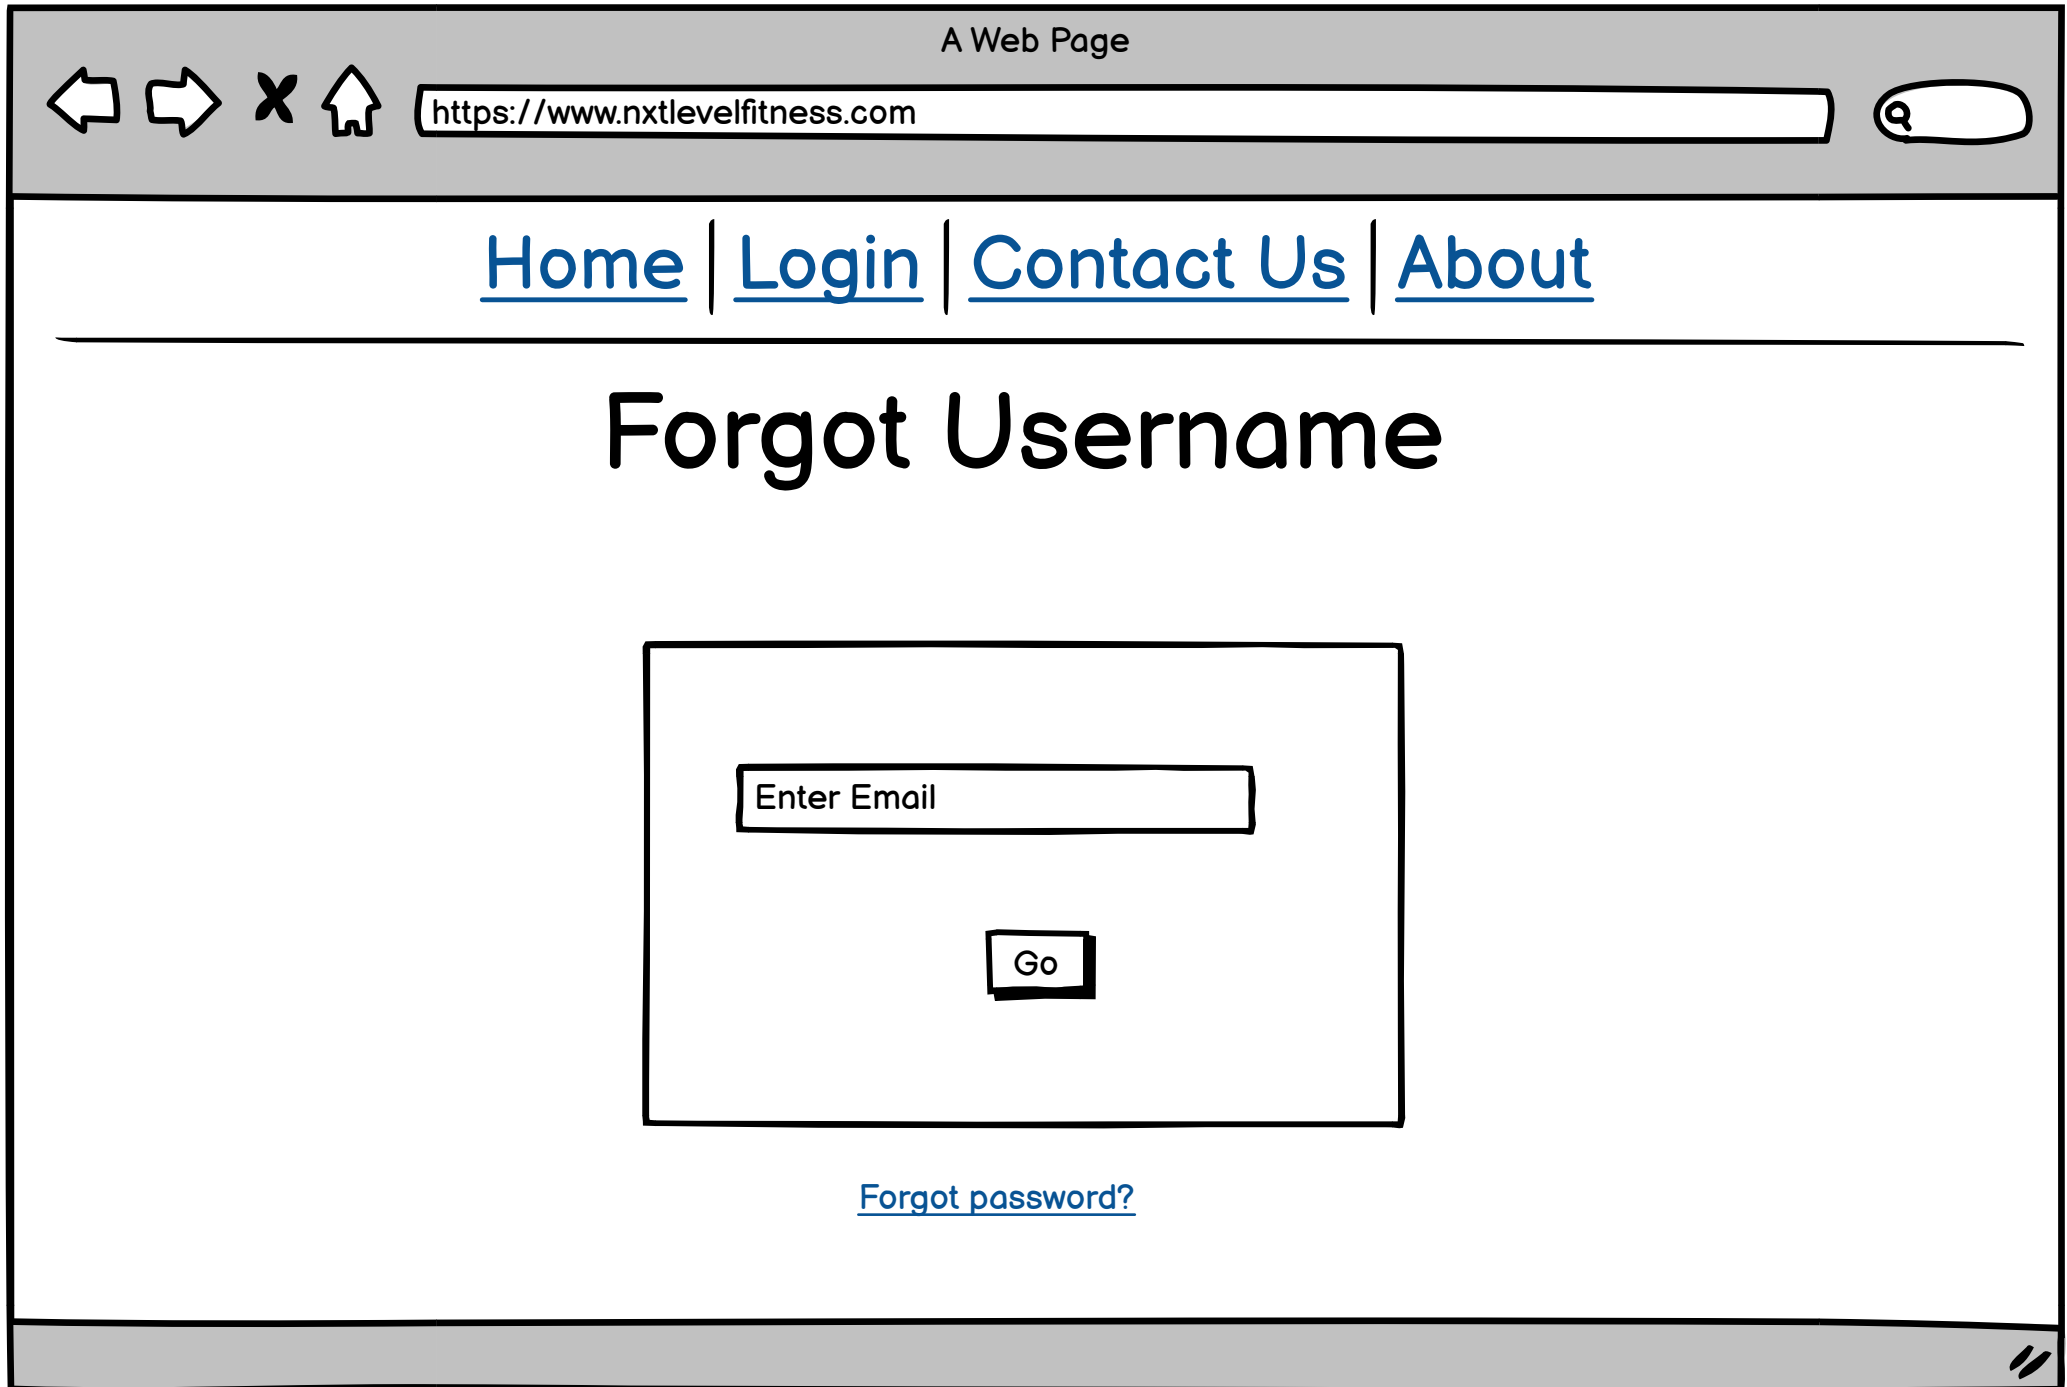 A Web Page
https://www.nxtlevelfitness.com
Home Login Contact Us About
Forgot Username
Enter Email
Go
Forgot password?